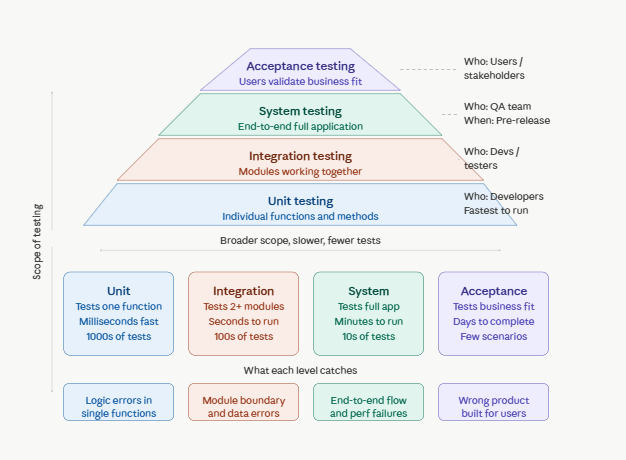 Acceptance testing
Users validate business fit
Who: Users /
stakeholders
System testing
End-to-end full application
Who: QA team
When: Pre-release
Integration testing
Modules working together
Who: Devs /
testers
Unit testing
Individual functions and methods
Who: Developers
Fastest to run
Scope of testing
Broader scope, slower, fewer tests
Unit
Tests one function
Milliseconds fast
1000s of tests
Integration
Tests 2+ modules
Seconds to run
100s of tests
System
Tests full app
Minutes to run
10s of tests
Acceptance
Tests business fit
Days to complete
Few scenarios
What each level catches
Logic errors in
single functions
Module boundary
and data errors
End-to-end flow
and perf failures
Wrong product
built for users